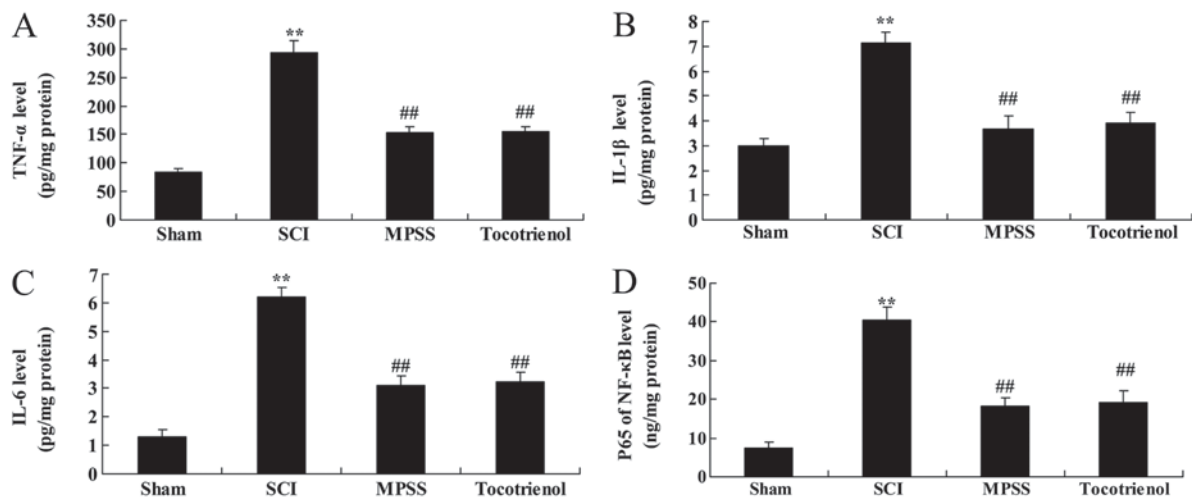 A
TNF-α level
(pg/mg protein)
350
300
250
200
150
100
50
0
**
##
##
Sham SCI MPSS Tocotrienol
B
IL-1β level
(pg/mg protein)
8
7
6
5
4
3
2
1
0
**
##
##
Sham SCI MPSS Tocotrienol
C
IL-6 level
(pg/mg protein)
7
6
5
4
3
2
1
0
**
##
##
Sham SCI MPSS Tocotrienol
D
P65 of NF-κB level
(ng/mg protein)
50
40
30
20
10
0
**
##
##
Sham SCI MPSS Tocotrienol